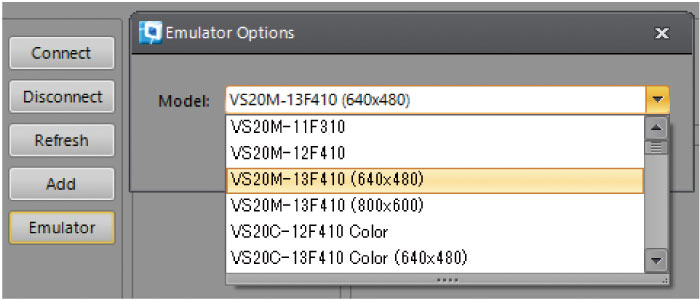 Connect
Disconnect
Refresh
Add
Emulator
Emulator Options
Model: VS20M-13F410 (640x480)
VS20M-11F310
VS20M-12F410
VS20M-13F410 (640x480)
VS20M-13F410 (800x600)
VS20C-12F410 Color
VS20C-13F410 Color (640x480)